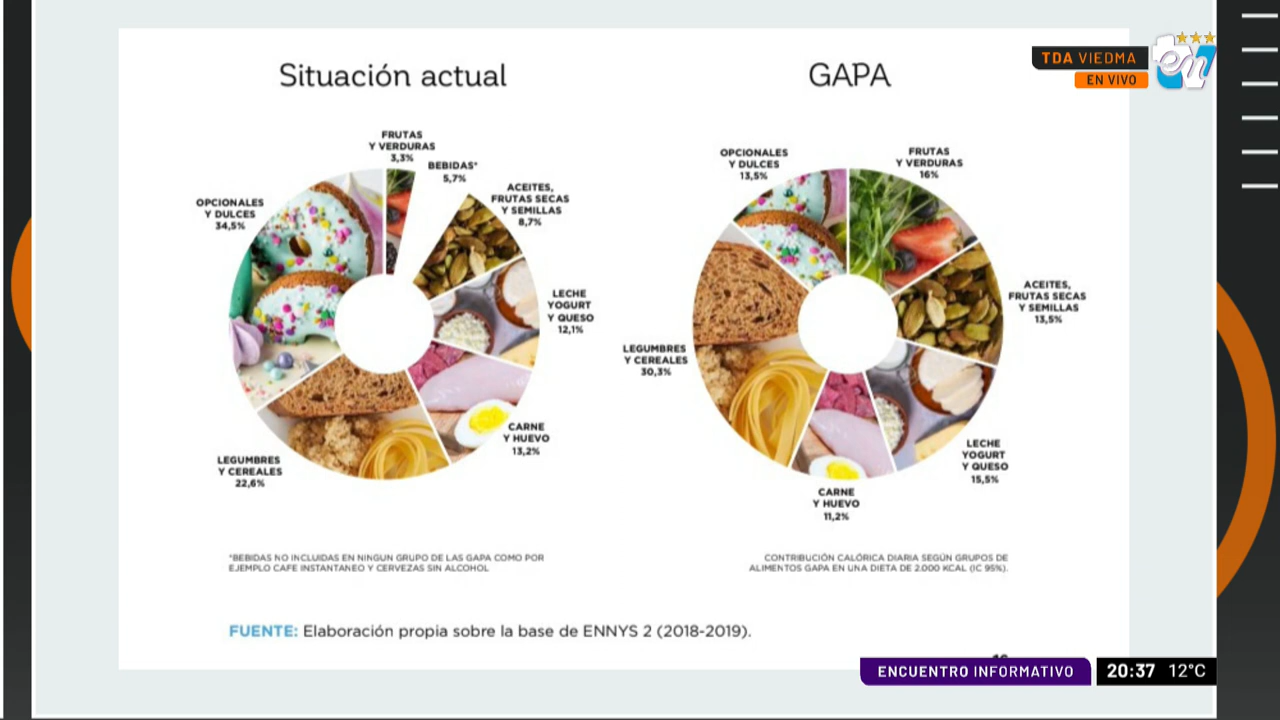 Situación actual
GAPA
TDA VIEDMA
EN VIVO
em
FRUTAS
Y VERDURAS
3,3%
BEBIDAS*
5,7%
ACEITES,
FRUTAS SECAS
Y SEMILLAS
8,7%
LECHE
YOGURT
Y QUESO
12,1%
CARNE
Y HUEVO
13,2%
LEGUMBRES
Y CEREALES
22,6%
OPCIONALES
Y DULCES
34,5%
OPCIONALES
Y DULCES
13,5%
FRUTAS
Y VERDURAS
16%
ACEITES,
FRUTAS SECAS
Y SEMILLAS
13,5%
LECHE
YOGURT
Y QUESO
15,5%
CARNE
Y HUEVO
11,2%
LEGUMBRES
Y CEREALES
30,3%
*BEBIDAS NO INCLUIDAS EN NINGUN GRUPO DE LAS GAPA COMO POR
EJEMPLO CAFE INSTANTANEO Y CERVEZAS SIN ALCOHOL
CONTRIBUCIÓN CALÓRICA DIARIA SEGÚN GRUPOS DE
ALIMENTOS GAPA EN UNA DIETA DE 2.000 KCAL (IC 95%).
FUENTE: Elaboración propia sobre la base de ENNYS 2 (2018-2019).
ENCUENTRO INFORMATIVO
20:37 12°C